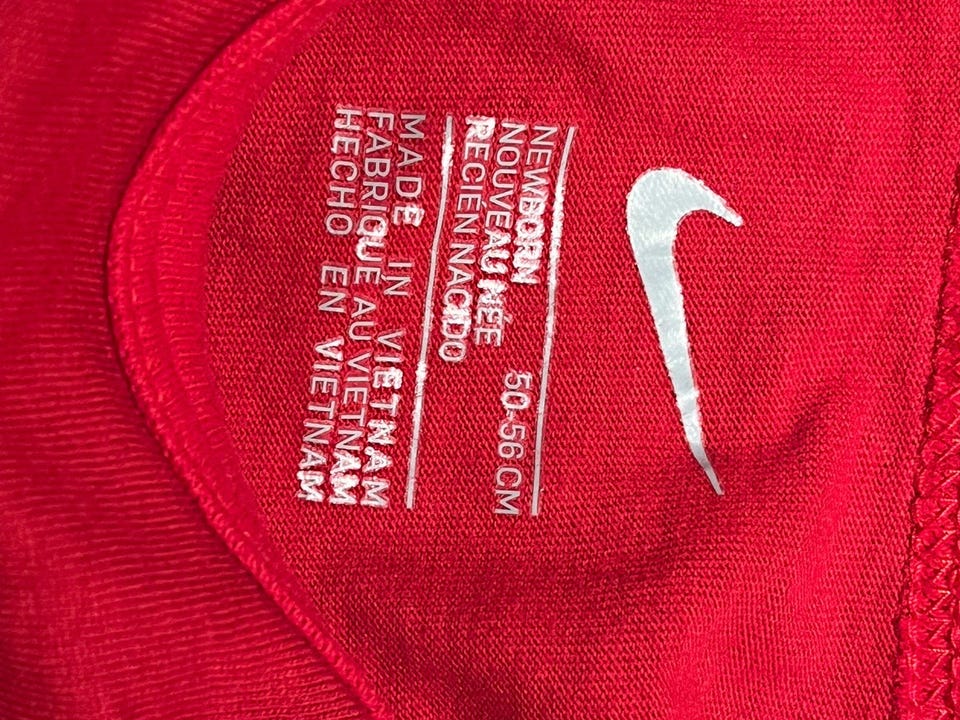 NEWBORN
NOUVEAU NÉE 50-56 CM
RECIÉN NACIDO
MADE IN VIETNAM
FABRIQUÉ AU VIETNAM
HECHO EN VIETNAM